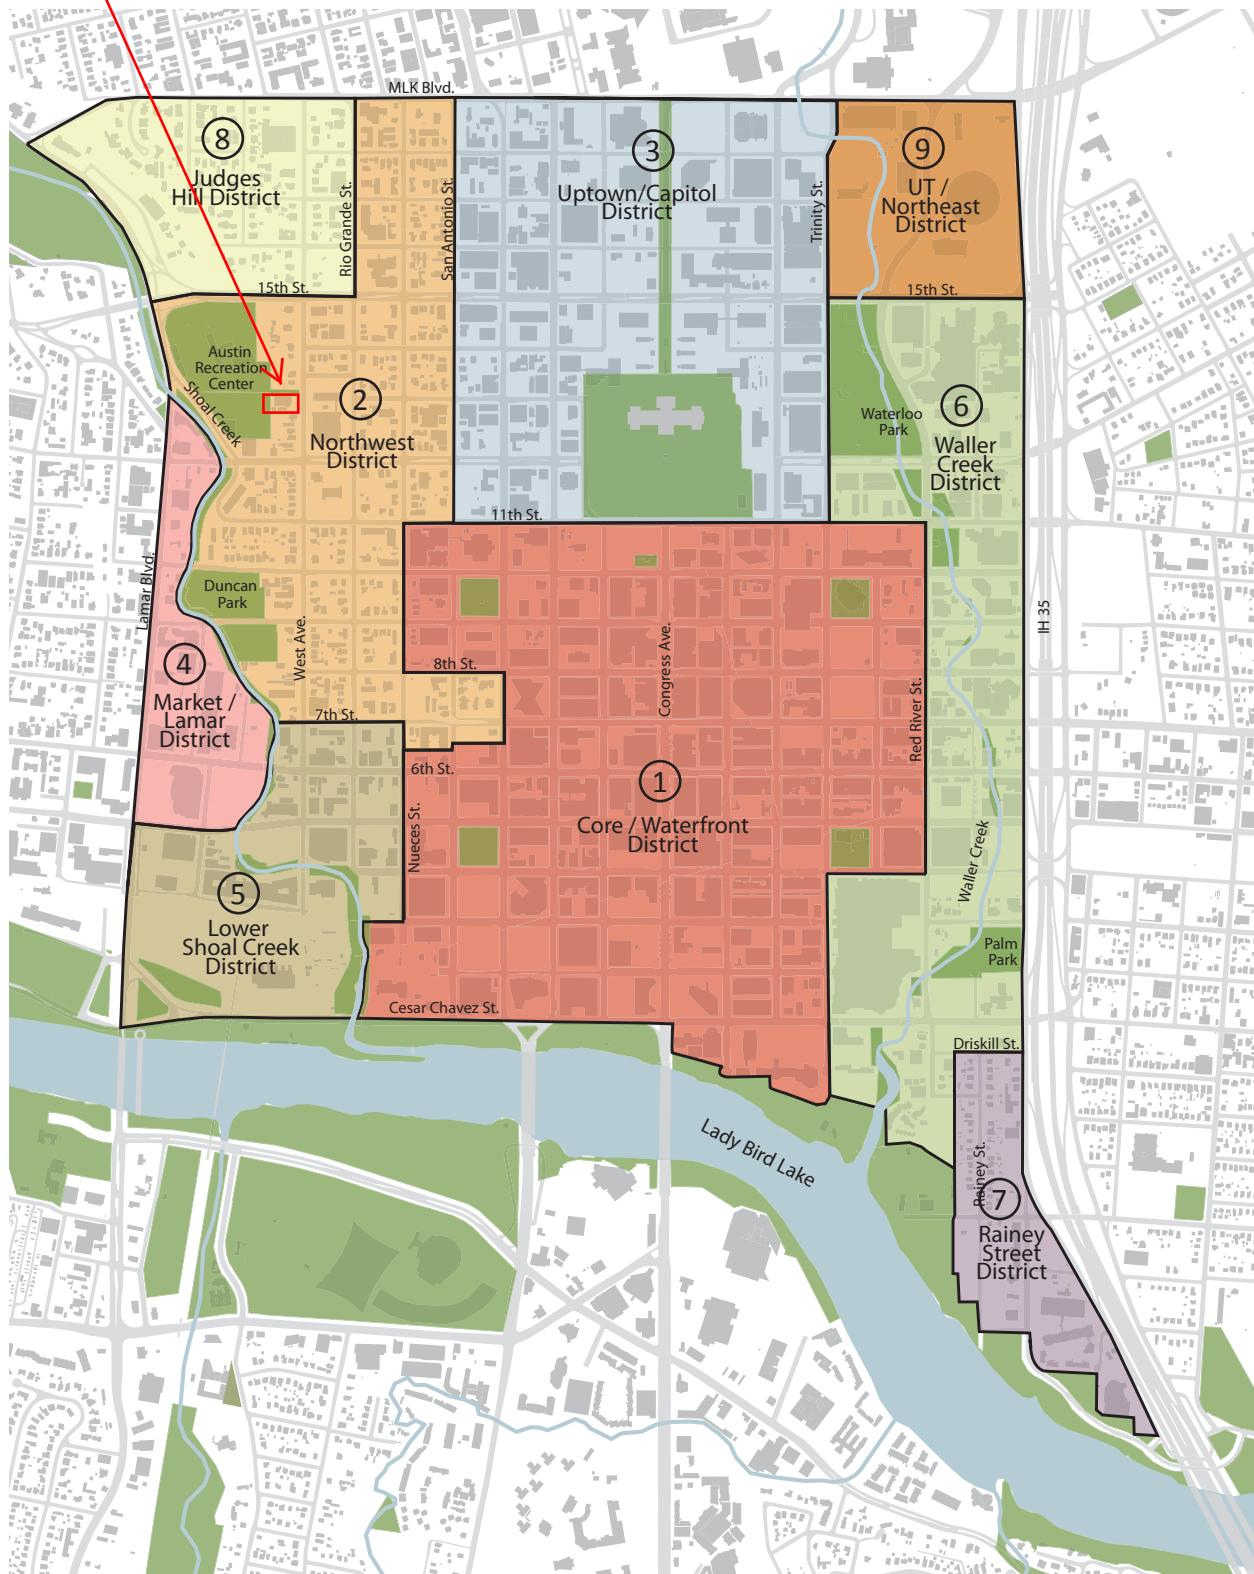 MLK Blvd.
8
Judges
Hill District
Rio Grande St.
San Antonio St.
3
Uptown/Capitol
District
Trinity St.
9
UT /
Northeast
District
15th St.
15th St.
Austin
Recreation
Center
Shoal Creek
2
Northwest
District
Waterloo
Park
6
Waller
Creek
District
11th St.
Lamar Blvd.
Duncan
Park
West Ave.
IH 35
4
Market /
Lamar
District
8th St.
Congress Ave.
Red River St.
7th St.
6th St.
1
Core / Waterfront
District
Nueces St.
Waller Creek
5
Lower
Shoal Creek
District
Palm
Park
Cesar Chavez St.
Driskill St.
Lady Bird Lake
Rainey St.
7
Rainey
Street
District